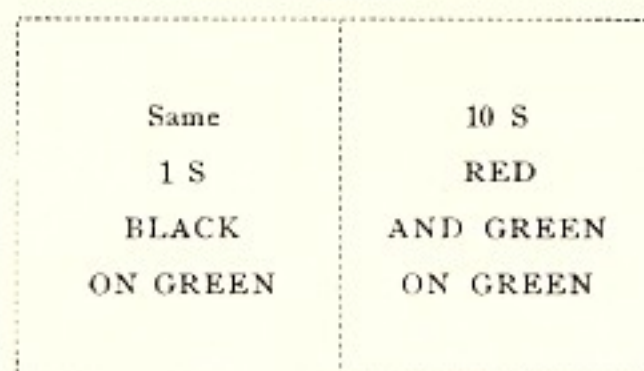 Same
1 S
BLACK
ON GREEN
10 S
RED
AND GREEN
ON GREEN